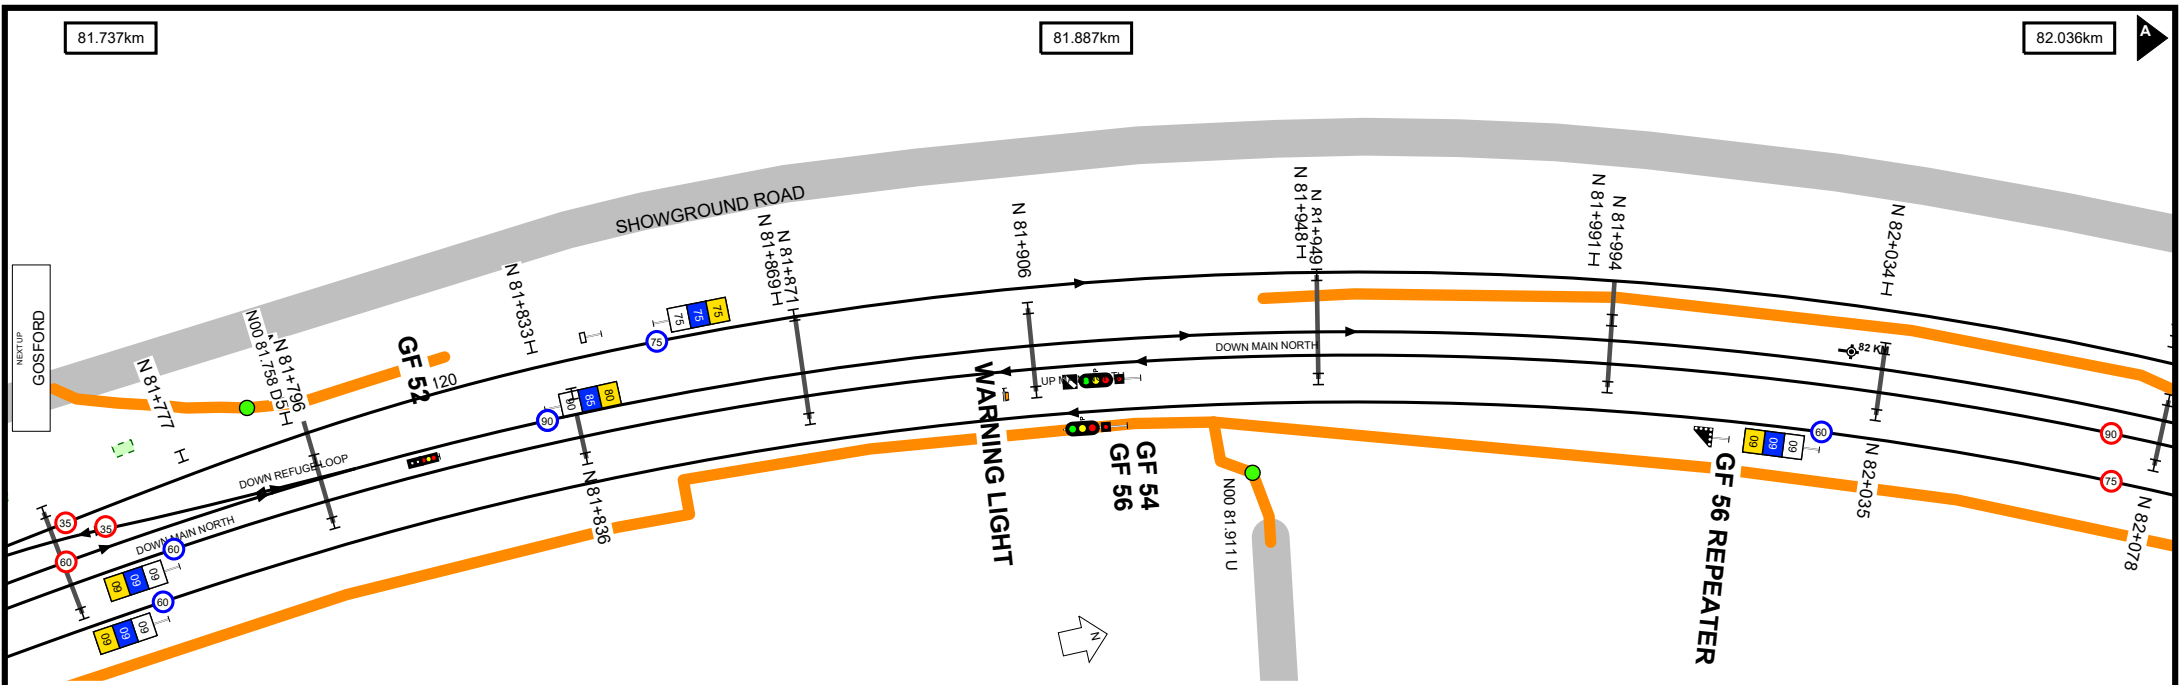 81.737km
81.887km
82.036km
A
SHOWGROUND ROAD
NEXT UP
GOSFORD
N 81+777
N00 81.758 D5
N 81+796
GF 52
120
N 81+833
75 75 75
75
N 81+869
N 81+871
N 81+906
N 81+948
N 81+949
N 81+991
N 81+994
N 82+034
90 85 80
90
N 81+836
DOWN MAIN NORTH
UP MAIN NORTH
WARNING LIGHT
GF 54
GF 56
N00 81.911 U
82 KM
60 60 60
60
GF 56 REPEATER
N 82+035
90
75
N 82+078
DOWN REFUGE LOOP
35
35
60
DOWN MAIN NORTH
60
60 60 60
60
60 60 60
N